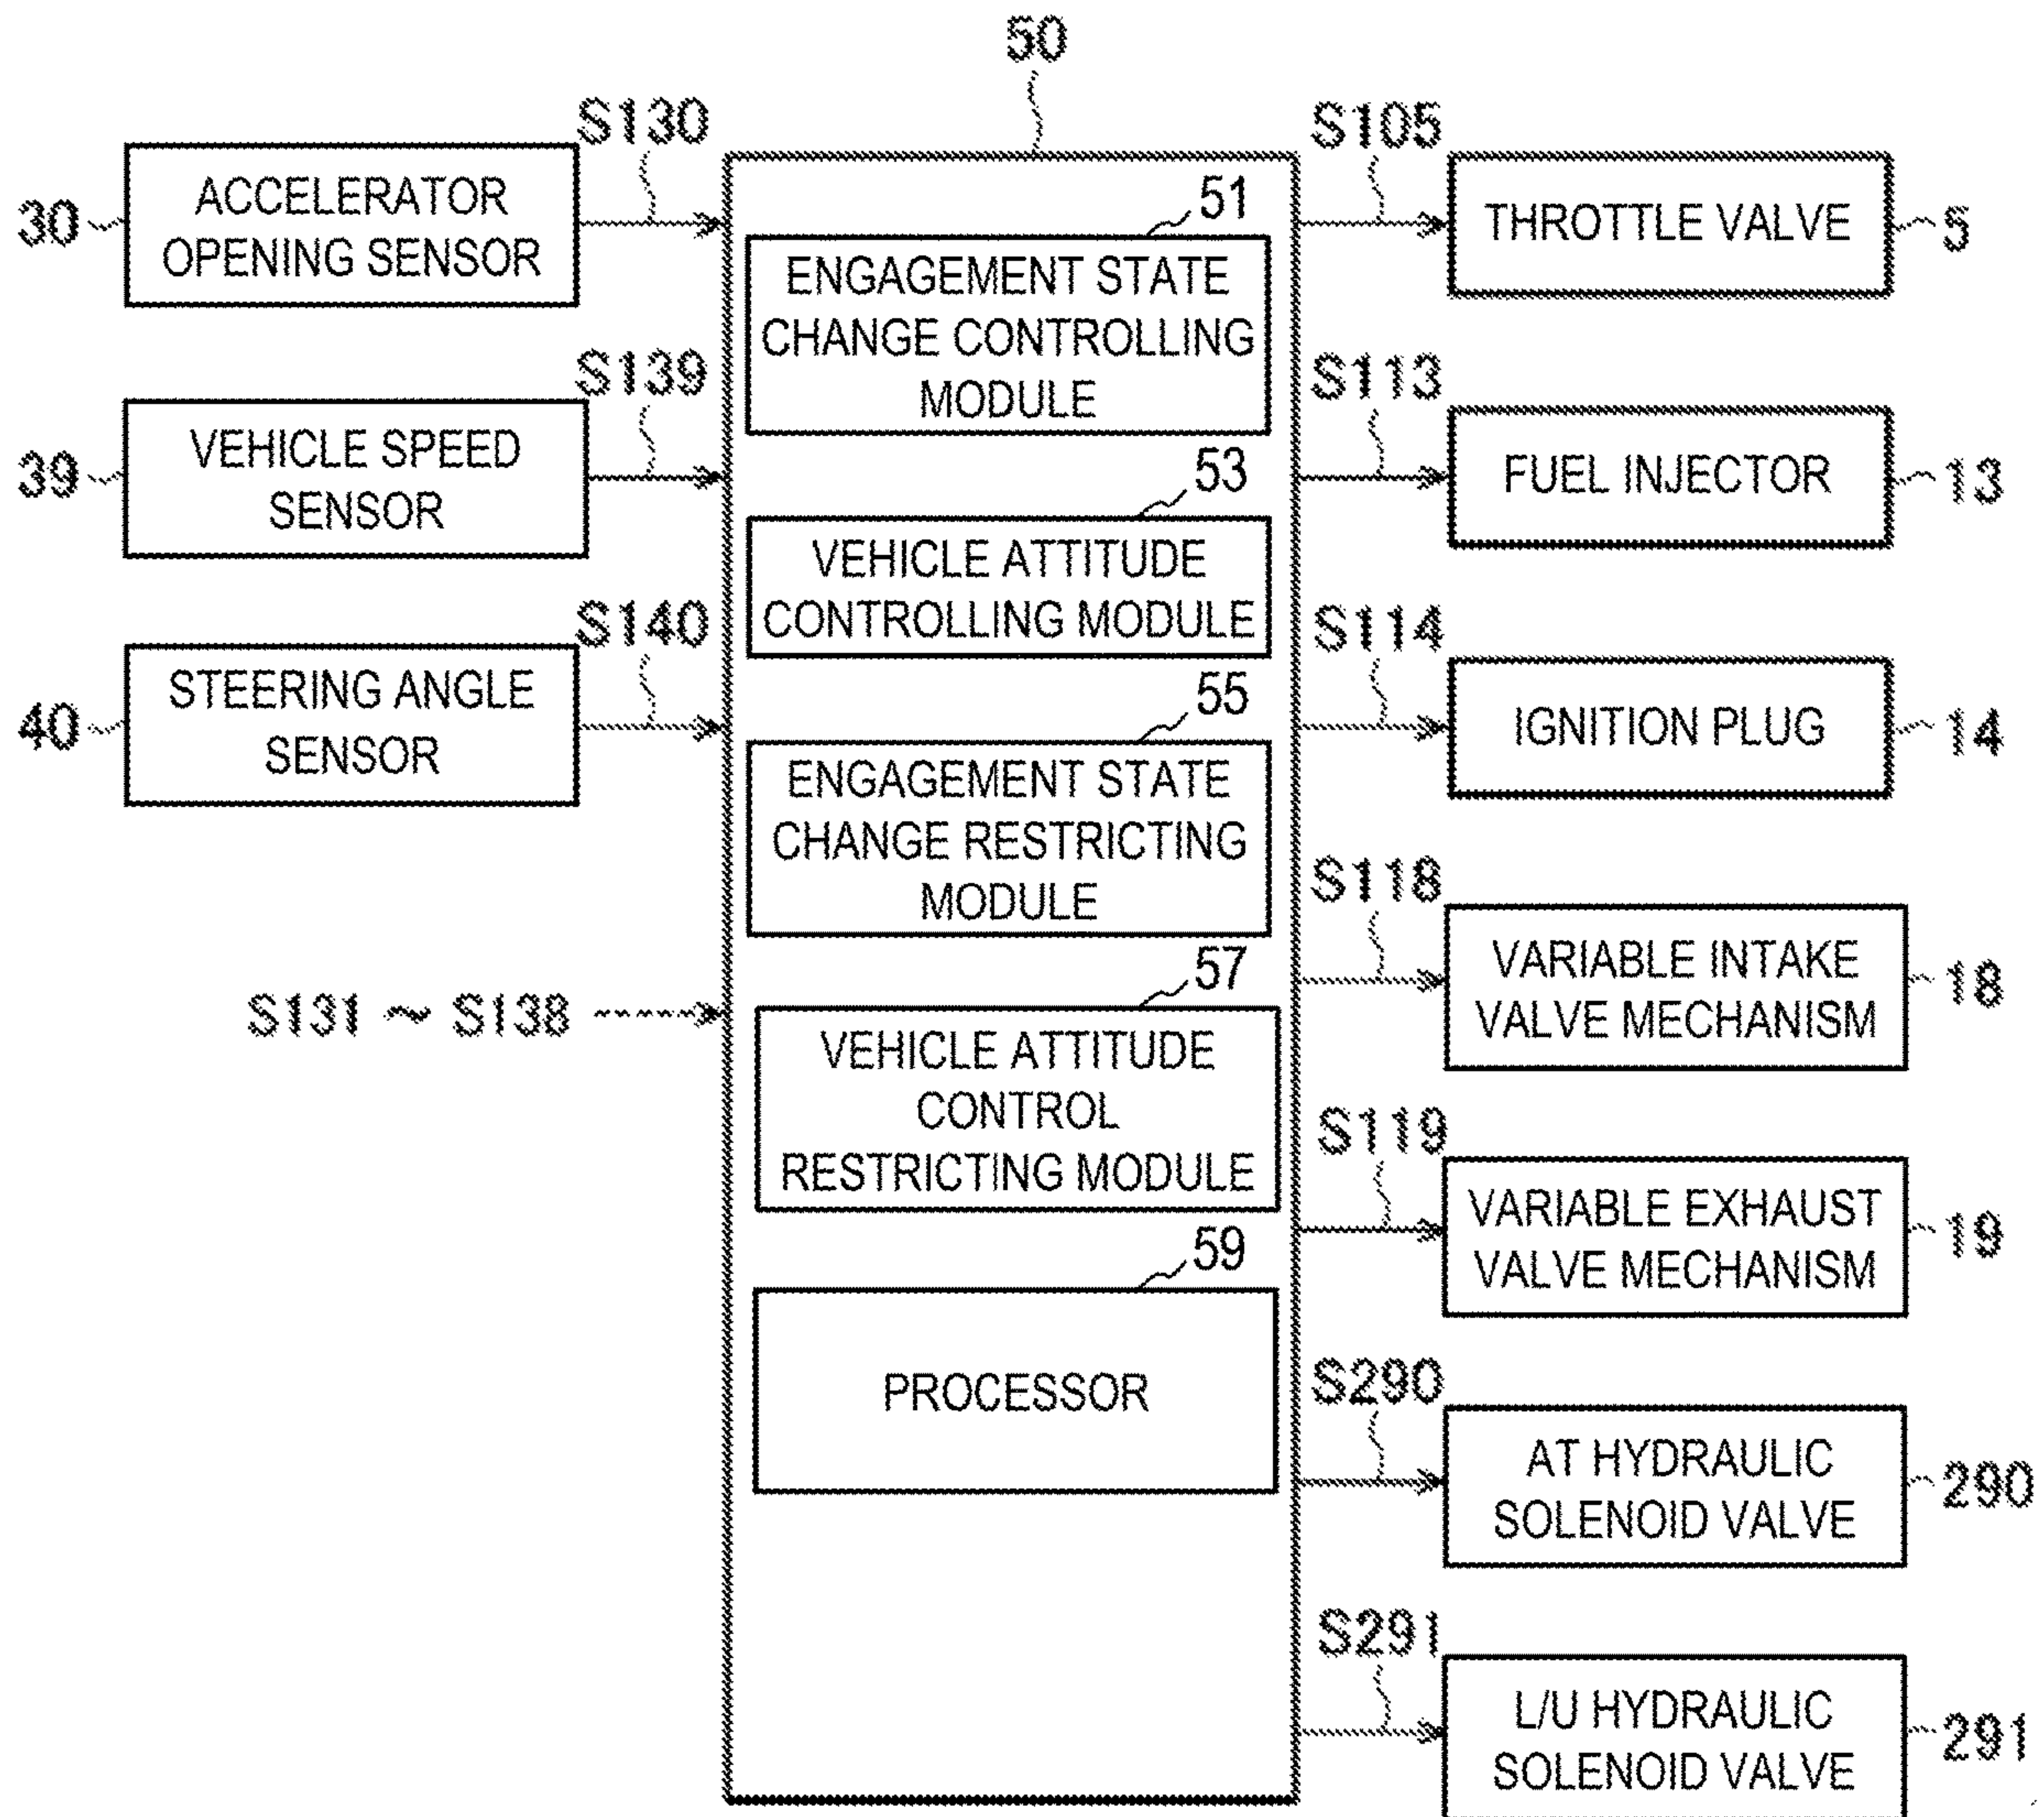 50
S130
S105
51
30
ACCELERATOR
OPENING SENSOR
ENGAGEMENT STATE
CHANGE CONTROLLING
MODULE
THROTTLE VALVE
5
S139
S113
39
VEHICLE SPEED
SENSOR
53
VEHICLE ATTITUDE
CONTROLLING MODULE
FUEL INJECTOR
13
S140
S114
40
STEERING ANGLE
SENSOR
55
ENGAGEMENT STATE
CHANGE RESTRICTING
MODULE
IGNITION PLUG
14
S118
S131 ~ S138
57
VEHICLE ATTITUDE
CONTROL
RESTRICTING MODULE
VARIABLE INTAKE
VALVE MECHANISM
18
S119
59
PROCESSOR
VARIABLE EXHAUST
VALVE MECHANISM
19
S290
AT HYDRAULIC
SOLENOID VALVE
290
S291
L/U HYDRAULIC
SOLENOID VALVE
291